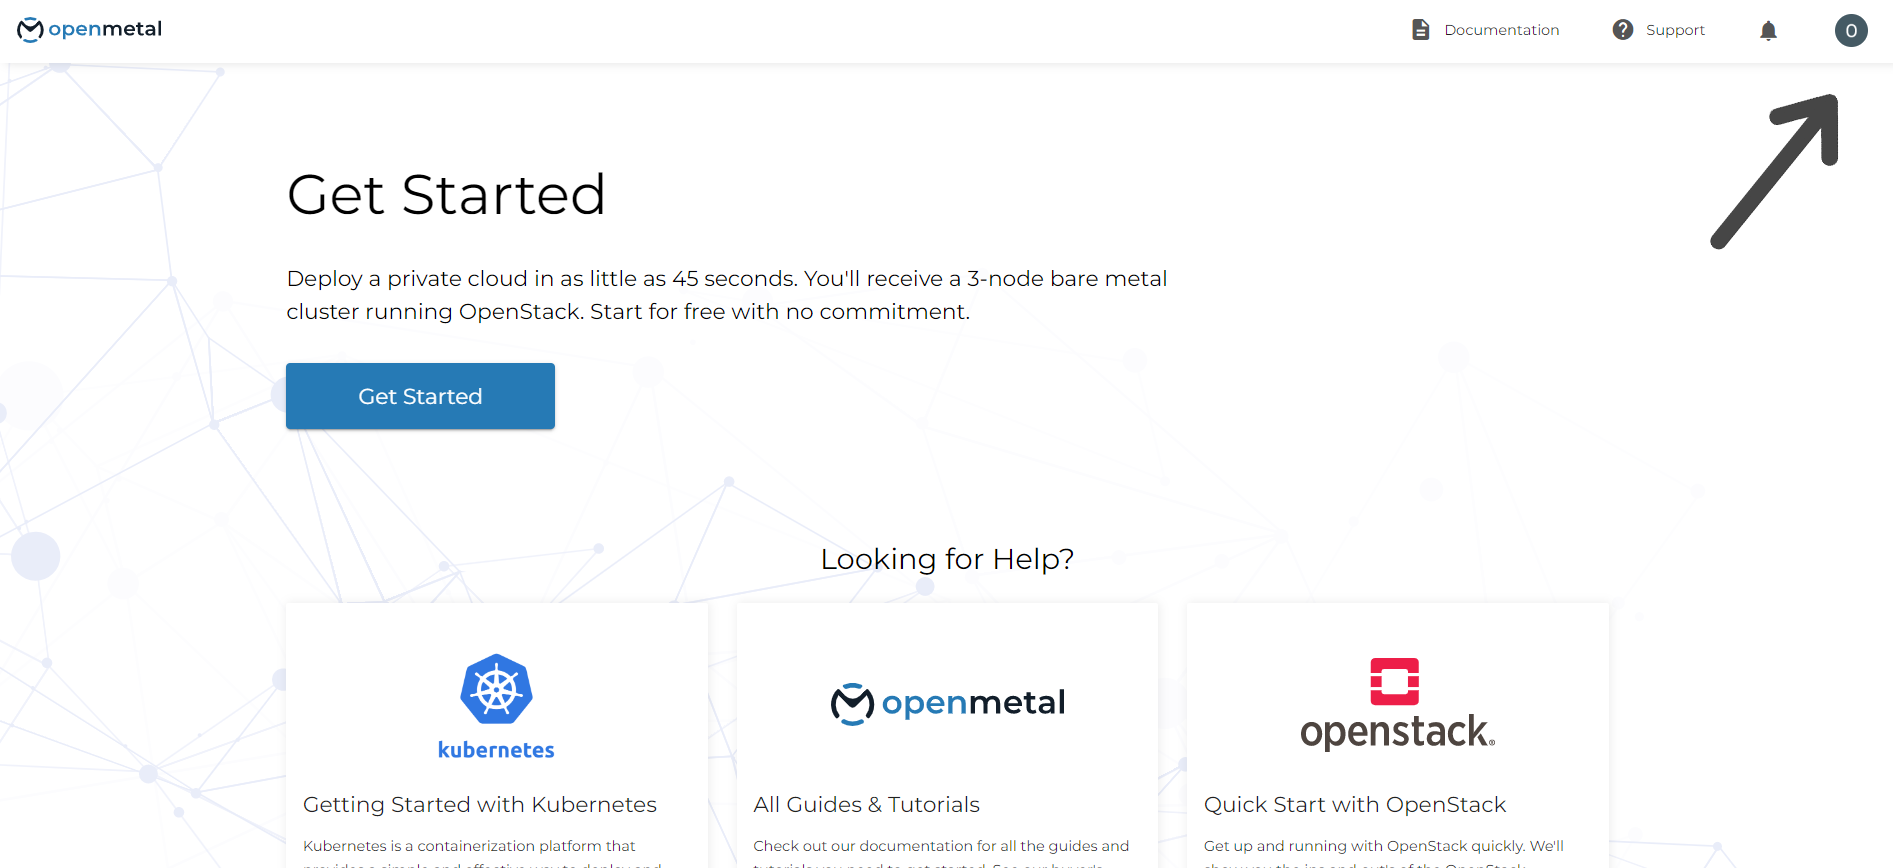 openmetal
Documentation
Support
O
Get Started
Deploy a private cloud in as little as 45 seconds. You'll receive a 3-node bare metal
cluster running OpenStack. Start for free with no commitment.
Get Started
Looking for Help?
kubernetes
Getting Started with Kubernetes
Kubernetes is a containerization platform that
openmetal
All Guides & Tutorials
Check out our documentation for all the guides and
openstack®
Quick Start with OpenStack
Get up and running with OpenStack quickly. We'll